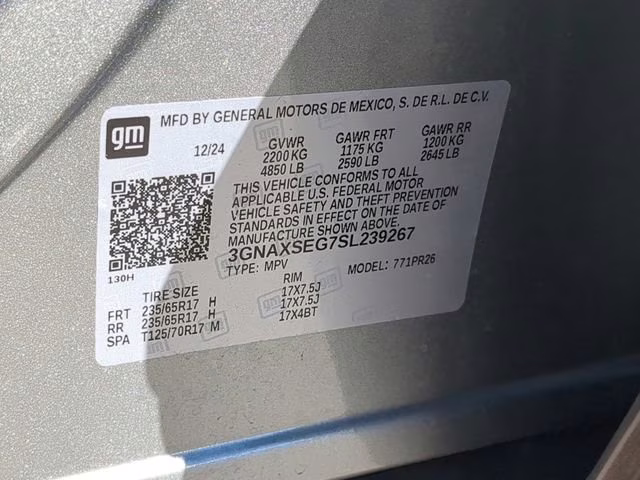 gm
MFD BY GENERAL MOTORS DE MEXICO, S. DE R.L. DE C.V.
12/24
GVWR GAWR FRT GAWR RR
2200 KG 1175 KG 1200 KG
4850 LB 2590 LB 2645 LB
THIS VEHICLE CONFORMS TO ALL
APPLICABLE U.S. FEDERAL MOTOR
VEHICLE SAFETY AND THEFT PREVENTION
STANDARDS IN EFFECT ON THE DATE OF
MANUFACTURE SHOWN ABOVE.
3GNAXSEG7SL239267
TYPE: MPV MODEL: 771PR26
130H
TIRE SIZE RIM
FRT 235/65R17 H 17X7.5J
RR 235/65R17 H 17X7.5J
SPA T125/70R17 M 17X4BT